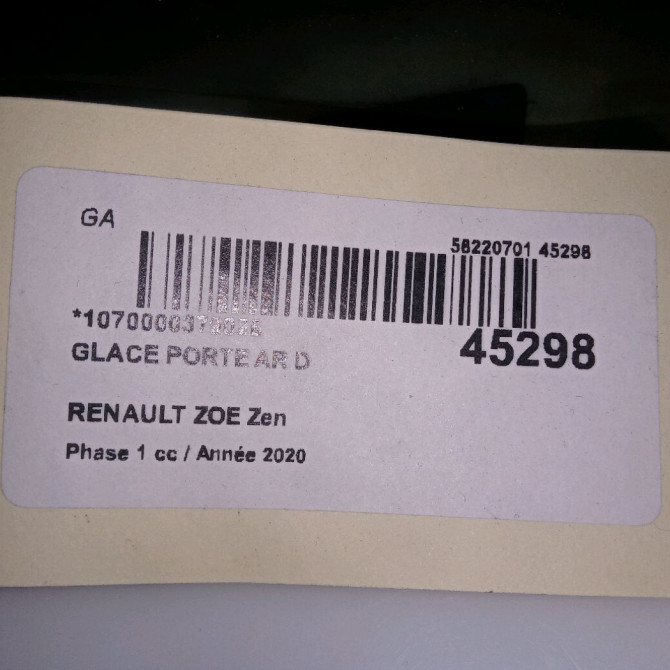 GA
58220701 45298
45298
GLACE PORTE AR D
RENAULT ZOE Zen
Phase 1 cc / Année 2020